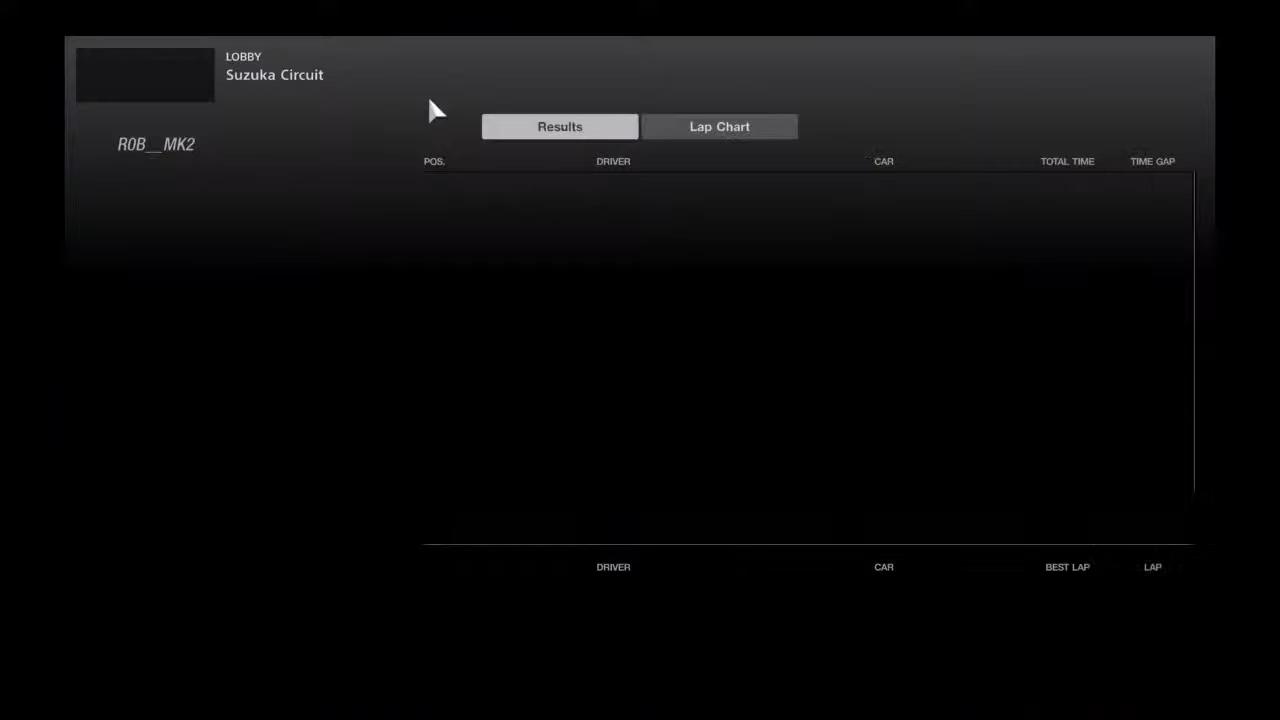 LOBBY
Suzuka Circuit
R0B__MK2
Results Lap Chart
POS. DRIVER CAR TOTAL TIME TIME GAP
DRIVER CAR BEST LAP LAP